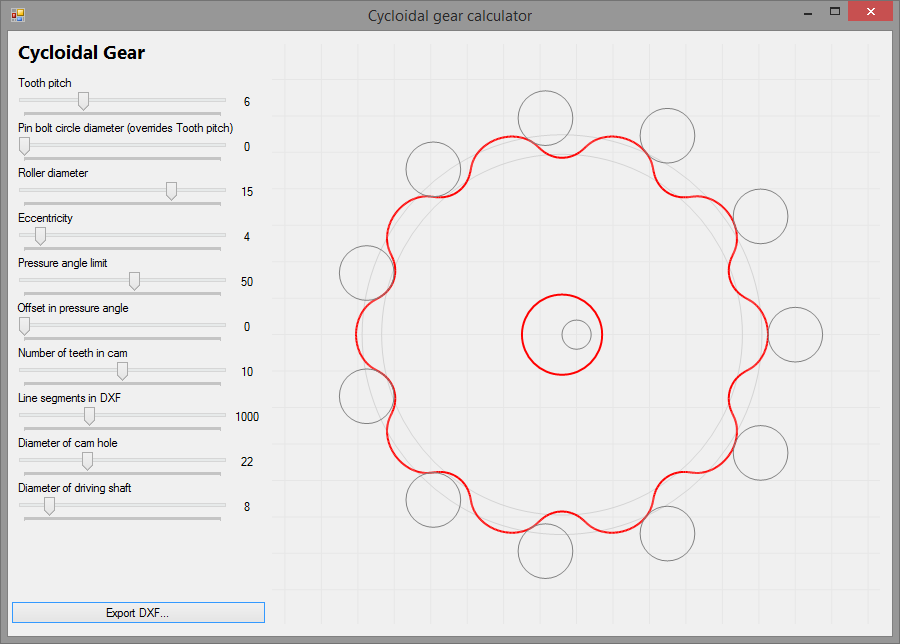 Cycloidal gear calculator
Cycloidal Gear
Tooth pitch
6
Pin bolt circle diameter (overrides Tooth pitch)
0
Roller diameter
15
Eccentricity
4
Pressure angle limit
50
Offset in pressure angle
0
Number of teeth in cam
10
Line segments in DXF
1000
Diameter of cam hole
22
Diameter of driving shaft
8
Export DXF...